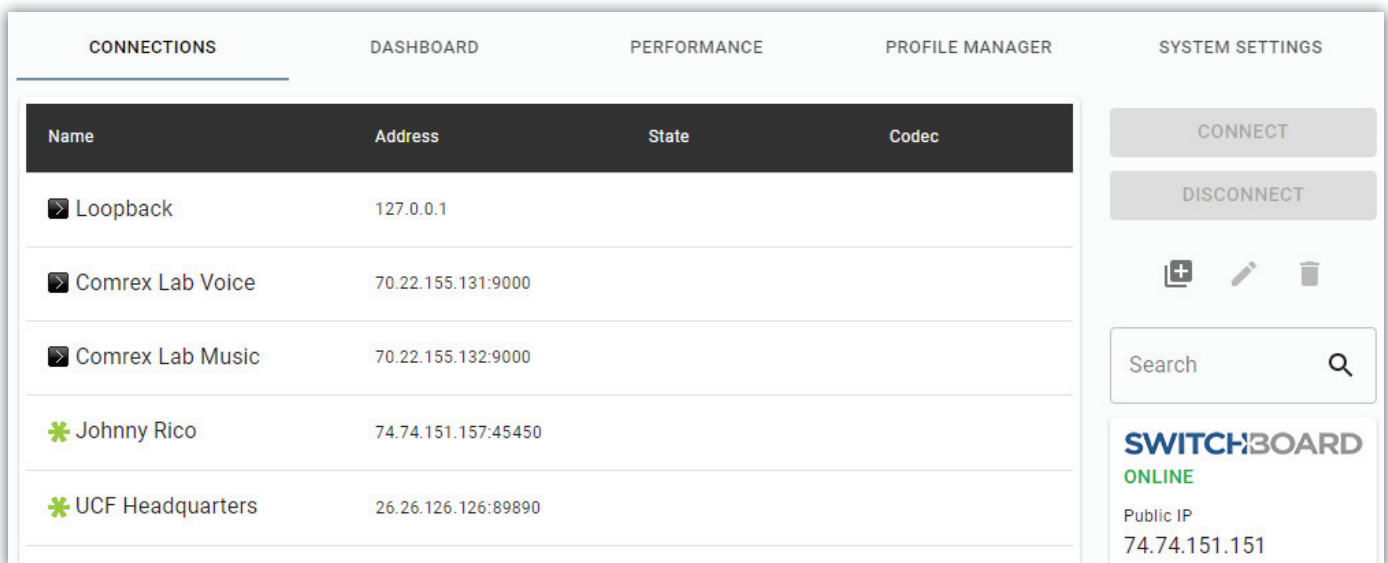 CONNECTIONS DASHBOARD PERFORMANCE PROFILE MANAGER SYSTEM SETTINGS
Name Address State Codec
Loopback 127.0.0.1
Comrex Lab Voice 70.22.155.131:9000
Comrex Lab Music 70.22.155.132:9000
Johnny Rico 74.74.151.157:45450
UCF Headquarters 26.26.126.126:89890
CONNECT
DISCONNECT
Search
SWITCHBOARD
ONLINE
Public IP
74.74.151.151